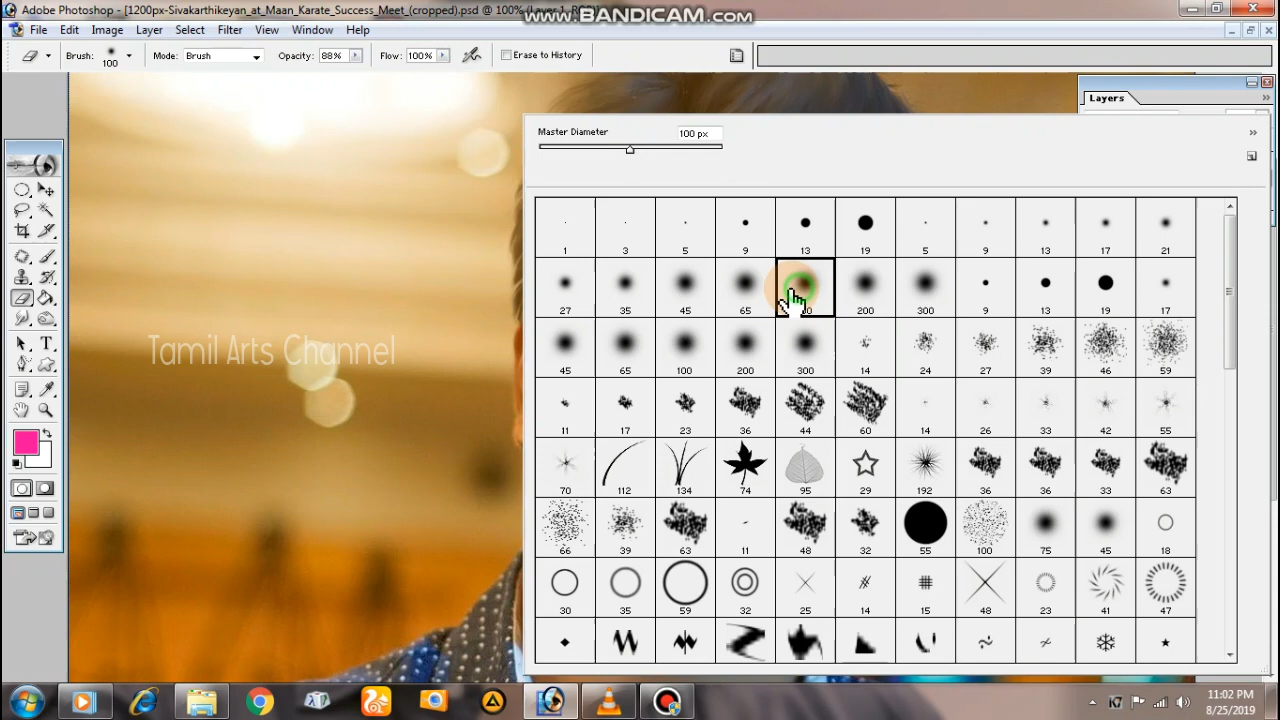 Adobe Photoshop - [1200px-Sivakarthikeyan_at_Maan_Karate_Success_Meet_(cropped).psd @ 100% (Layer 1, RGB)]
www.BANDICAM.com
File Edit Image Layer Select Filter View Window Help
Brush: 100 Mode: Brush Opacity: 88% Flow: 100% Erase to History
Layers
Master Diameter 100 px
1 3 5 9 13 19 5 9 13 17 21
27 35 45 65 200 300 9 13 19 17
45 65 100 200 300 14 24 27 39 46 59
Tamil Arts Channel
11 17 23 36 44 60 14 26 33 42 55
70 112 134 74 95 29 192 36 36 33 63
66 39 63 11 48 32 55 100 75 45 18
30 35 59 32 25 14 15 48 23 41 47
11:02 PM
8/25/2019